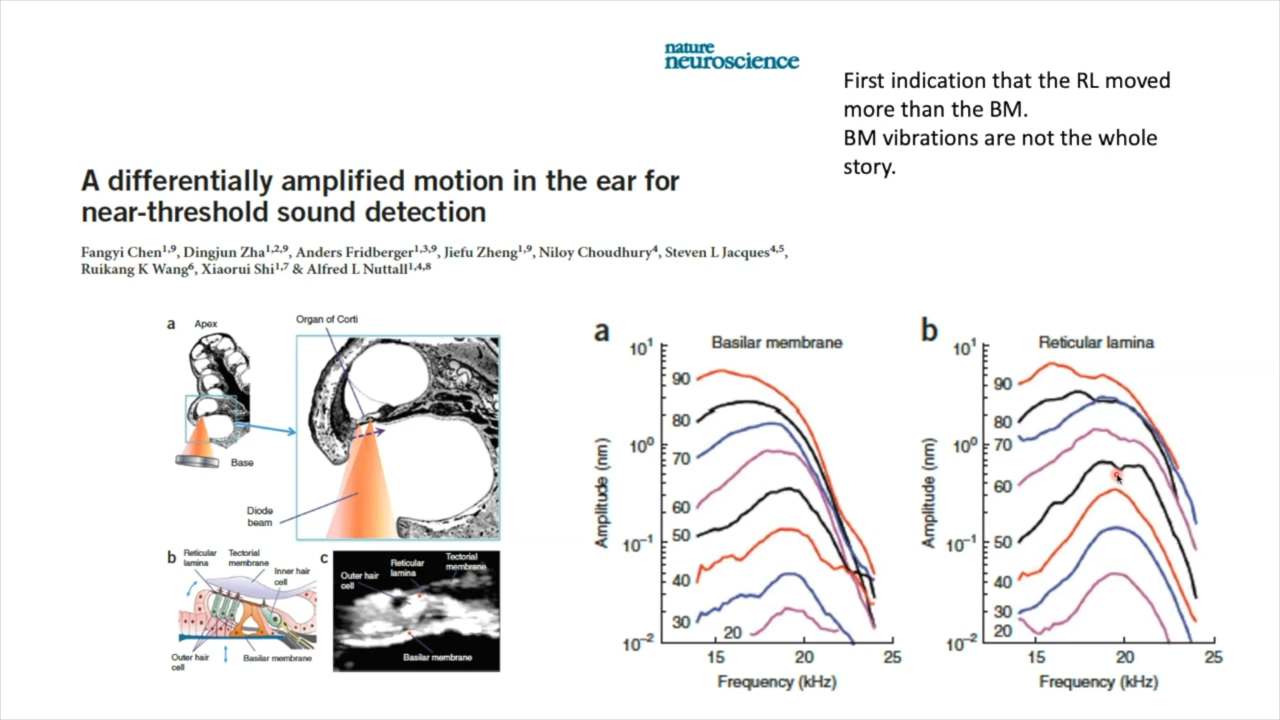 nature
neuroscience
First indication that the RL moved
more than the BM.
BM vibrations are not the whole
story.
A differentially amplified motion in the ear for
near-threshold sound detection
Fangyi Chen1,9, Dingjun Zha1,2,9, Anders Fridberger1,3,9, Jiefu Zheng1,9, Niloy Choudhury4, Steven L Jacques4,5,
Ruikang K Wang6, Xiaorui Shi1,7 & Alfred L Nuttall1,4,8
a
Apex
Organ of Corti
Base
Diode
beam
b
Reticular
lamina
Tectorial
membrane
Inner hair
cell
Outer hair
cell
Basilar membrane
c
Outer hair
cell
Reticular
lamina
Tectorial
membrane
Basilar membrane
a
Basilar membrane
Amplitude (nm)
10¹
10⁰
10⁻¹
10⁻²
90
80
70
60
50
40
30
20
15 20 25
Frequency (kHz)
b
Reticular lamina
Amplitude (nm)
10¹
10⁰
10⁻¹
10⁻²
90
80
70
60
50
40
30
20
15 20 25
Frequency (kHz)